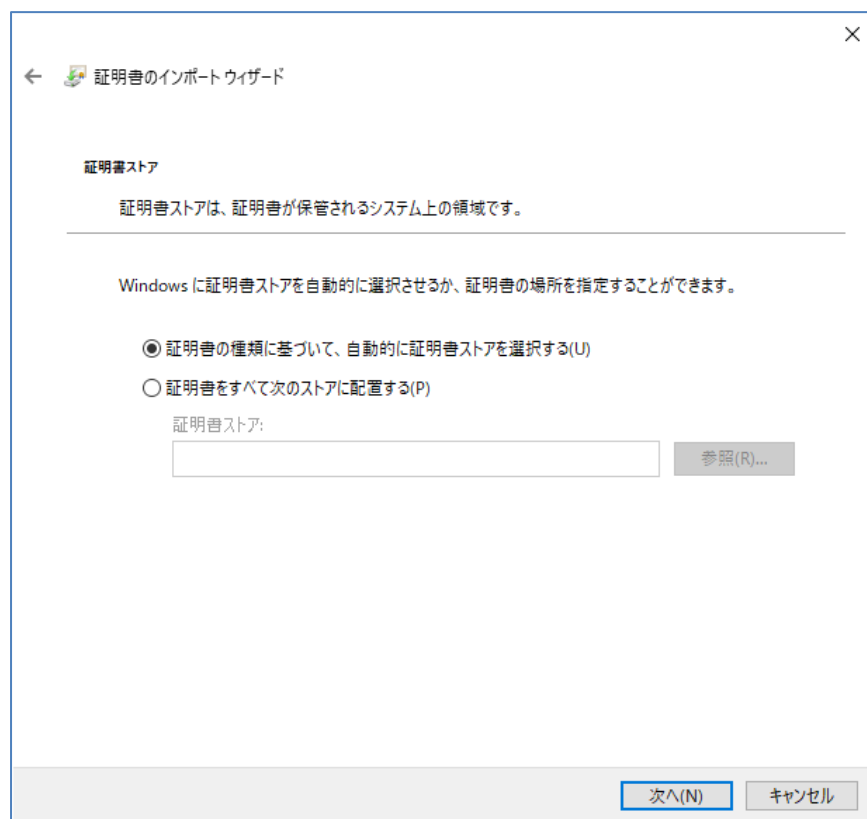 証明書のインポート ウィザード
証明書ストア
証明書ストアは、証明書が保管されるシステム上の領域です。
Windows に証明書ストアを自動的に選択させるか、証明書の場所を指定することができます。
証明書の種類に基づいて、自動的に証明書ストアを選択する(U)
証明書をすべて次のストアに配置する(P)
証明書ストア:
参照(R)...
次へ(N)
キャンセル